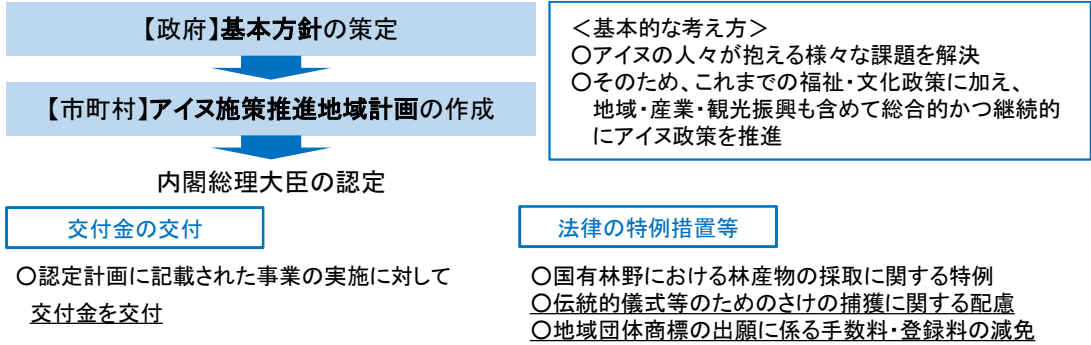 【政府】基本方針の策定
【市町村】アイヌ施策推進地域計画の作成
内閣総理大臣の認定
＜基本的な考え方＞
○アイヌの人々が抱える様々な課題を解決
○そのため、これまでの福祉・文化政策に加え、
地域・産業・観光振興も含めて総合的かつ継続的
にアイヌ政策を推進
交付金の交付
○認定計画に記載された事業の実施に対して
交付金を交付
法律の特例措置等
○国有林野における林産物の採取に関する特例
○伝統的儀式等のためのさけの捕獲に関する配慮
○地域団体商標の出願に係る手数料・登録料の減免